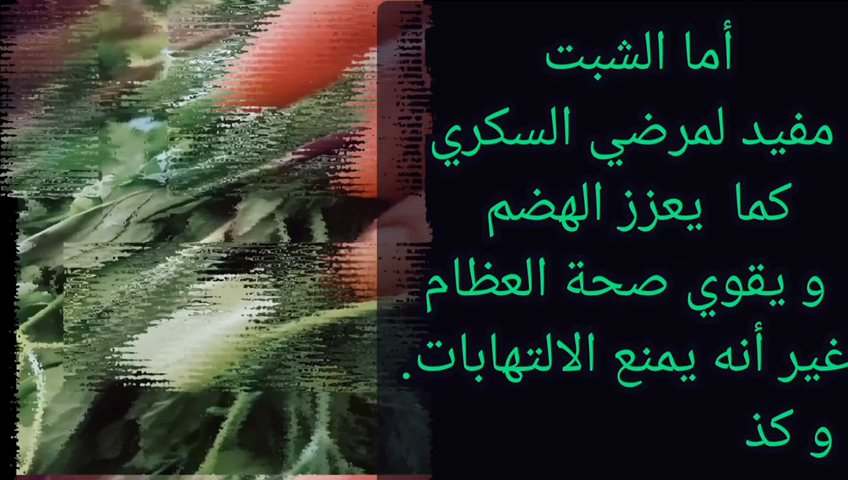 أما الشبت
مفيد لمرضي السكري
كما يعزز الهضم
و يقوي صحة العظام
غير أنه يمنع الالتهابات.
و كذ